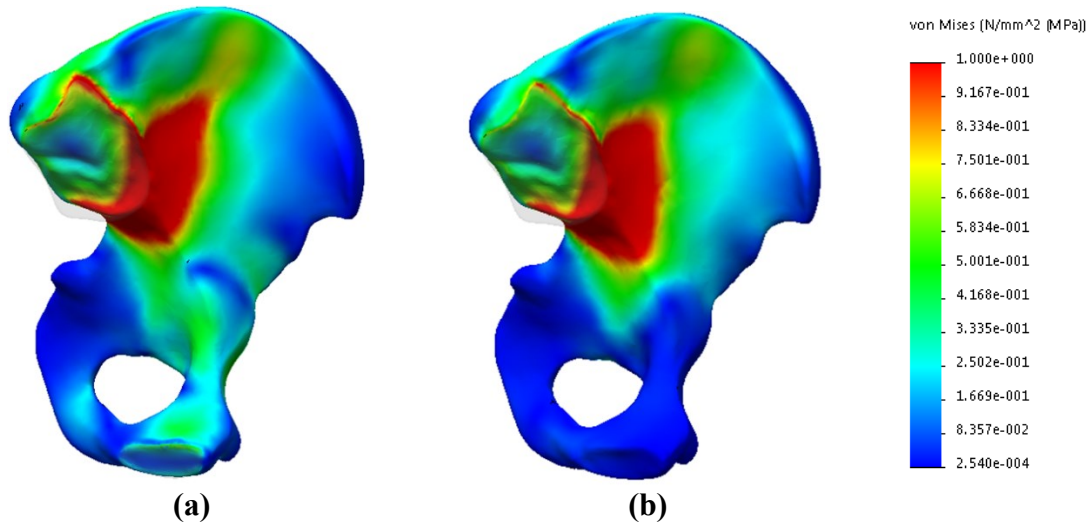 von Mises (N/mm^2 (MPa))
1.000e+000
9.167e-001
8.334e-001
7.501e-001
6.668e-001
5.834e-001
5.001e-001
4.168e-001
3.335e-001
2.502e-001
1.669e-001
8.357e-002
2.540e-004
(a)
(b)